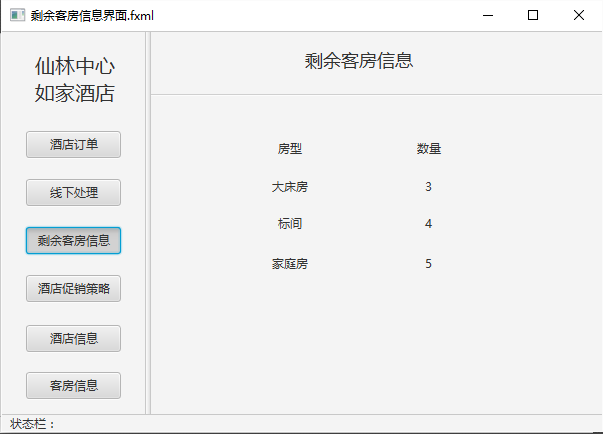 剩余客房信息界面.fxml
仙林中心
如家酒店
酒店订单
线下处理
剩余客房信息
酒店促销策略
酒店信息
客房信息
剩余客房信息
房型 数量
大床房 3
标间 4
家庭房 5
状态栏：